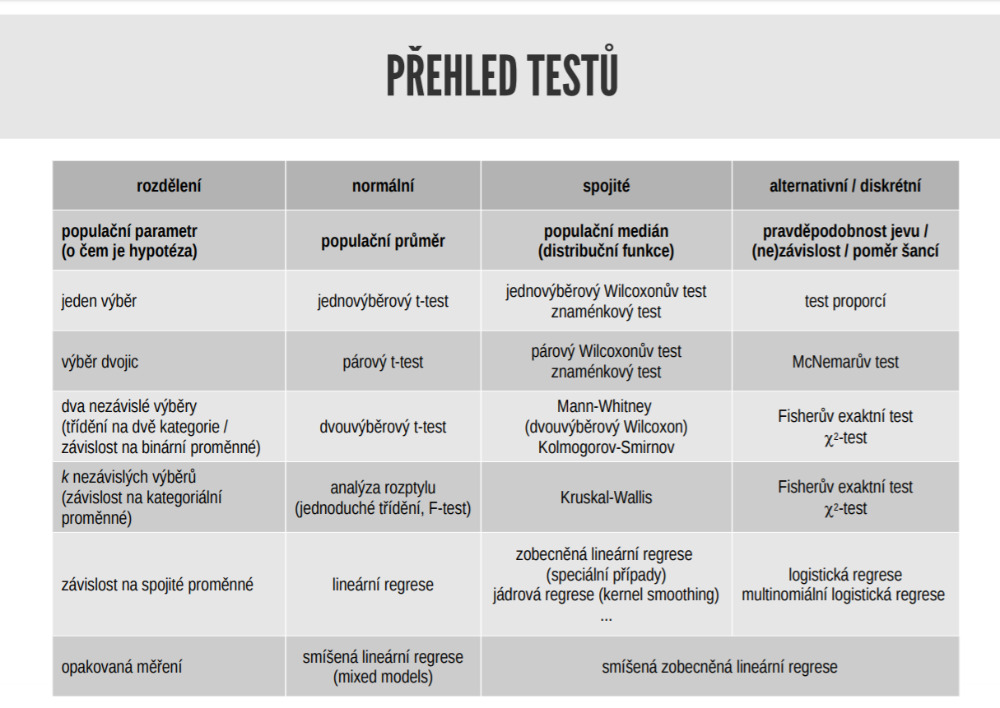 PŘEHLED TESTŮ
rozdělení
normální
spojité
alternativní / diskrétní
populační parametr
(o čem je hypotéza)
populační průměr
populační medián
(distribuční funkce)
pravděpodobnost jevu /
(ne)závislost / poměr šancí
jeden výběr
jednovýběrový t-test
jednovýběrový Wilcoxonův test
znaménkový test
test proporcí
výběr dvojic
párový t-test
párový Wilcoxonův test
znaménkový test
McNemarův test
dva nezávislé výběry
(třídění na dvě kategorie /
závislost na binární proměnné)
dvouvýběrový t-test
Mann-Whitney
(dvouvýběrový Wilcoxon)
Kolmogorov-Smirnov
Fisherův exaktní test
χ²-test
k nezávislých výběrů
(závislost na kategoriální
proměnné)
analýza rozptylu
(jednoduché třídění, F-test)
Kruskal-Wallis
Fisherův exaktní test
χ²-test
závislost na spojité proměnné
lineární regrese
zobecněná lineární regrese
(speciální případy)
jádrová regrese (kernel smoothing)
...
logistická regrese
multinomiální logistická regrese
opakovaná měření
smíšená lineární regrese
(mixed models)
smíšená zobecněná lineární regrese